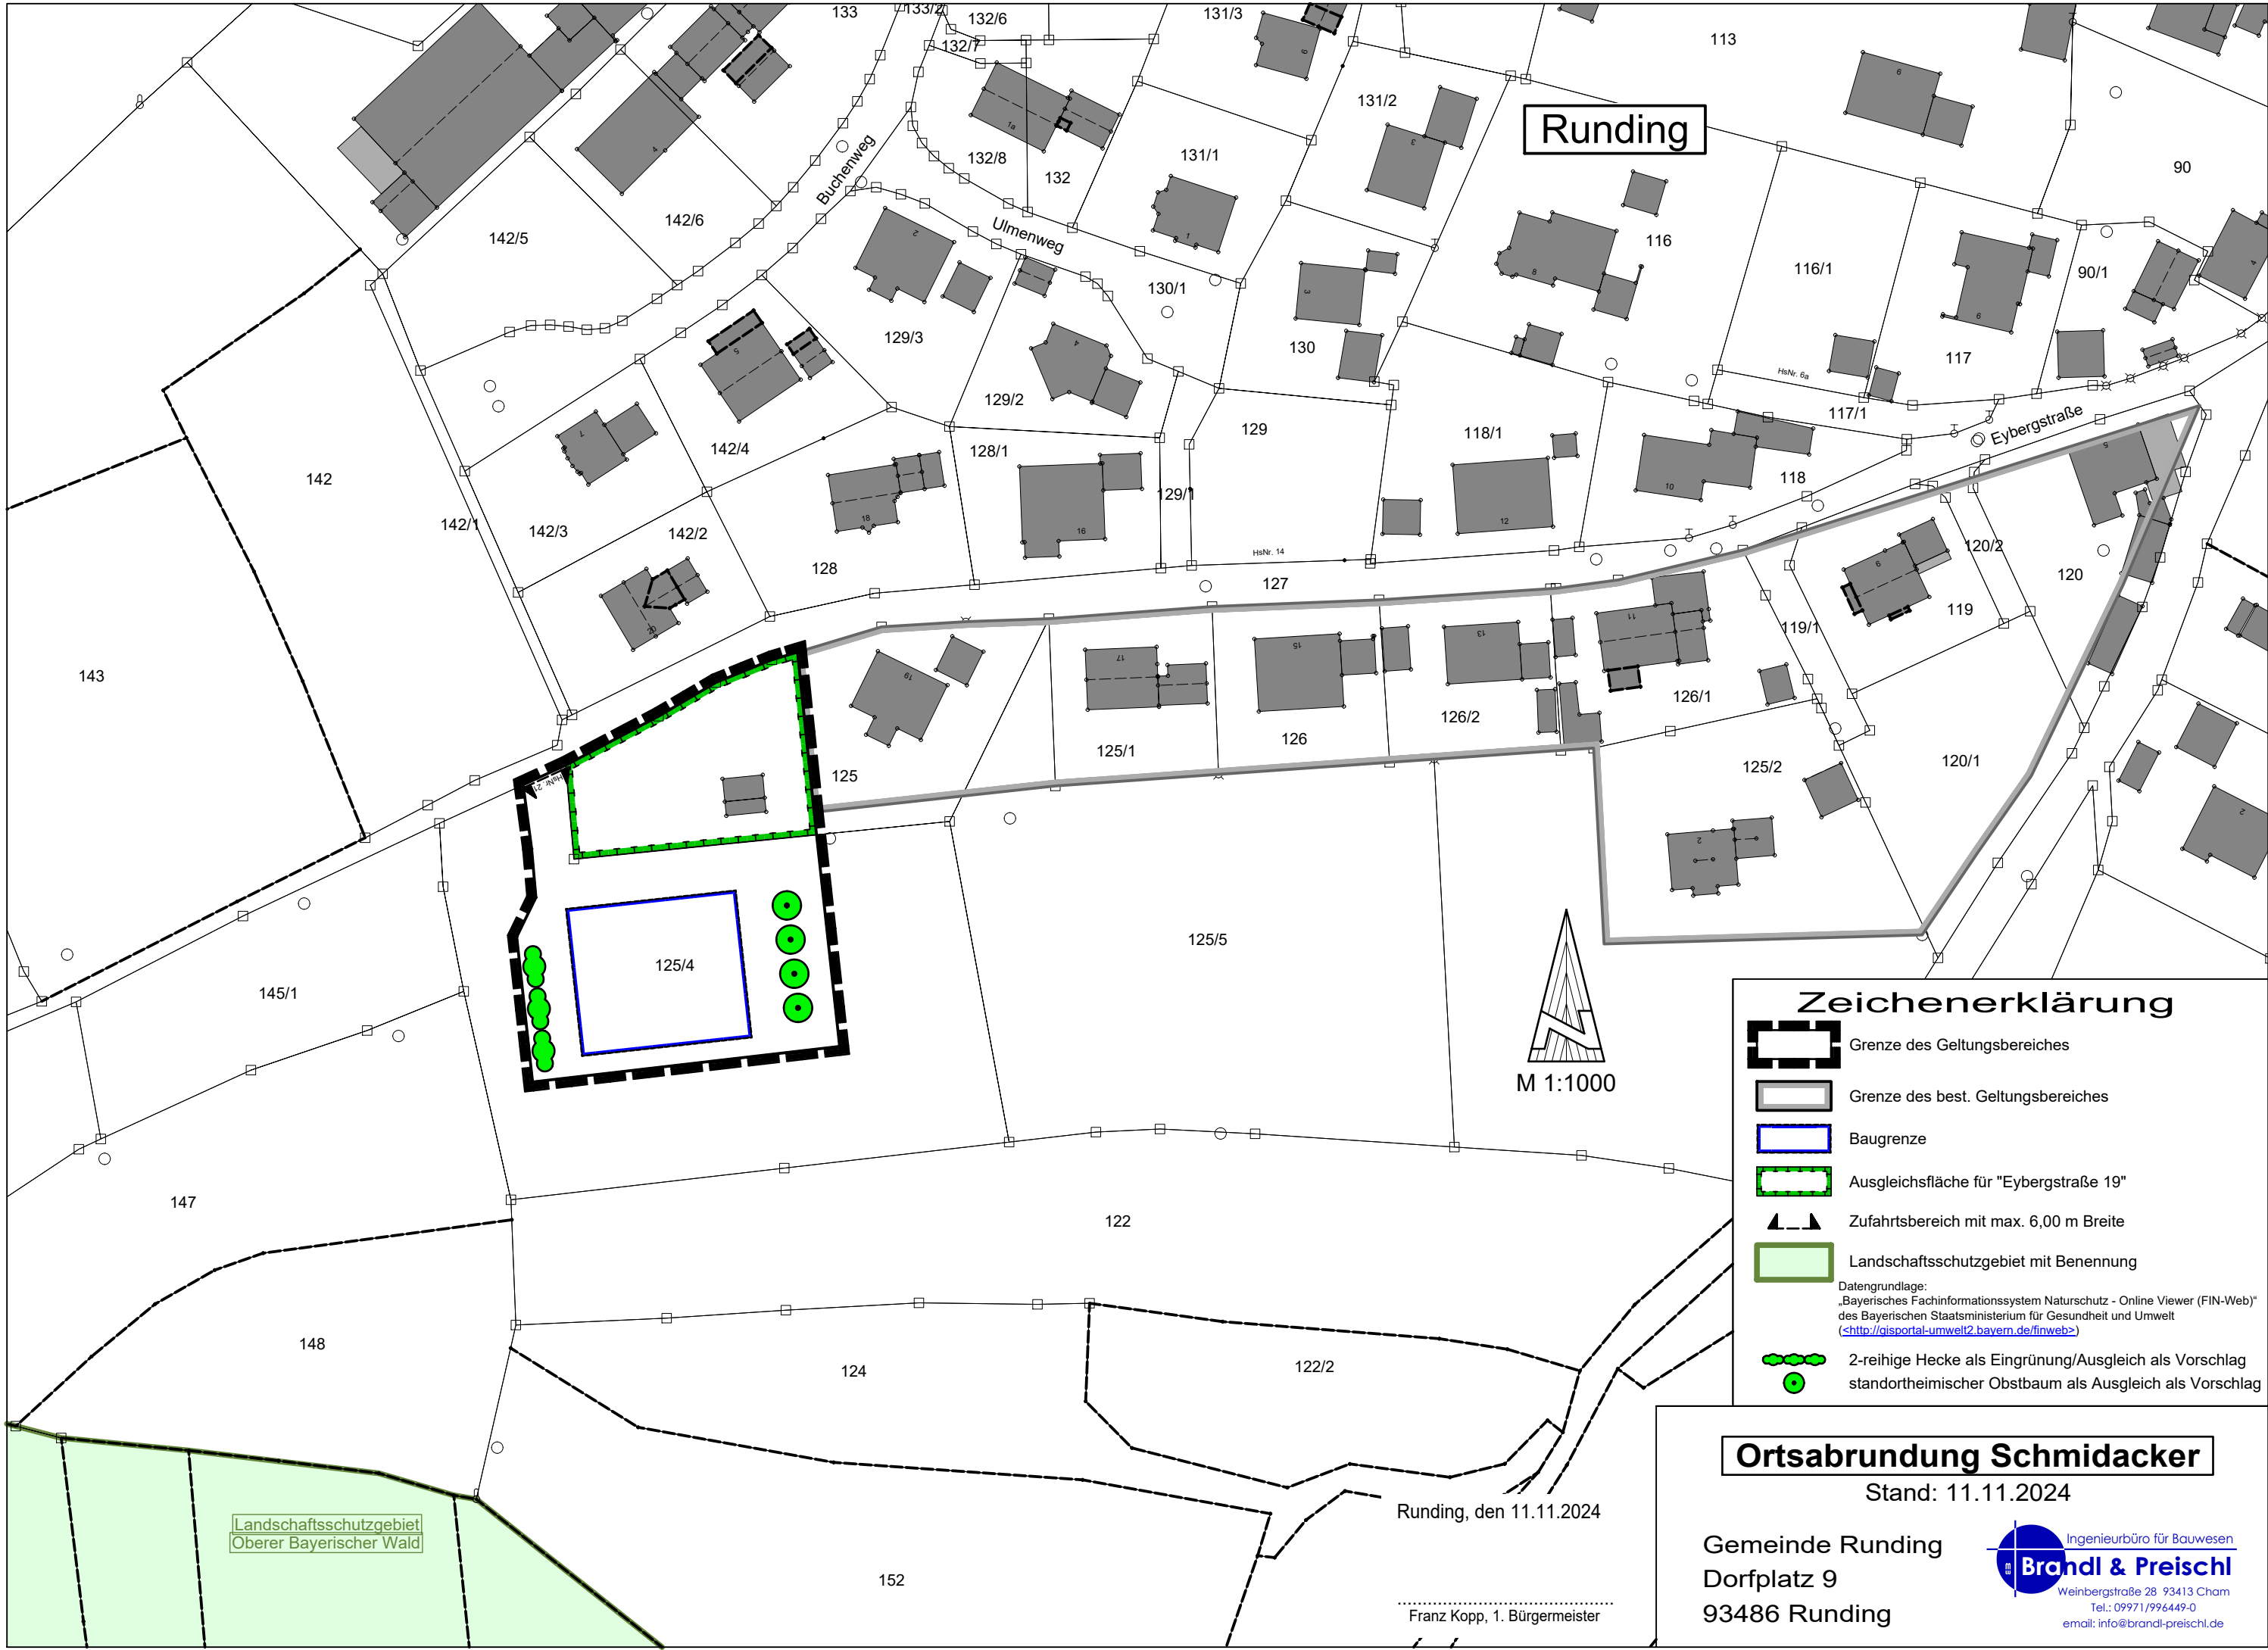 133
133/2
132/6
132/7
131/3
113
131/2
Runding
90
132/8
132
131/1
Buchenweg
Ulmenweg
142/6
142/5
116
116/1
90/1
130/1
129/3
130
117
HsNr. 6a
117/1
Eybergstraße
129/2
142/4
128/1
129
118/1
118
142
142/1
142/3
142/2
129/1
128
HsNr. 14
127
120/2
120
119
119/1
143
125
125/1
126
126/2
126/1
125/2
120/1
HsNr. 21
125/4
125/5
145/1
M 1:1000
147
122
148
124
122/2
152
Landschaftsschutzgebiet
Oberer Bayerischer Wald
Zeichenerklärung
Grenze des Geltungsbereiches
Grenze des best. Geltungsbereiches
Baugrenze
Ausgleichsfläche für "Eybergstraße 19"
Zufahrtsbereich mit max. 6,00 m Breite
Landschaftsschutzgebiet mit Benennung
Datengrundlage:
„Bayerisches Fachinformationssystem Naturschutz - Online Viewer (FIN-Web)“
des Bayerischen Staatsministerium für Gesundheit und Umwelt
(<http://gisportal-umwelt2.bayern.de/finweb>)
2-reihige Hecke als Eingrünung/Ausgleich als Vorschlag
standortheimischer Obstbaum als Ausgleich als Vorschlag
Runding, den 11.11.2024
Franz Kopp, 1. Bürgermeister
Ortsabrundung Schmidacker
Stand: 11.11.2024
Gemeinde Runding
Dorfplatz 9
93486 Runding
Ingenieurbüro für Bauwesen
Brandl & Preischl
Weinbergstraße 28 93413 Cham
Tel.: 09971/996449-0
email: info@brandl-preischl.de